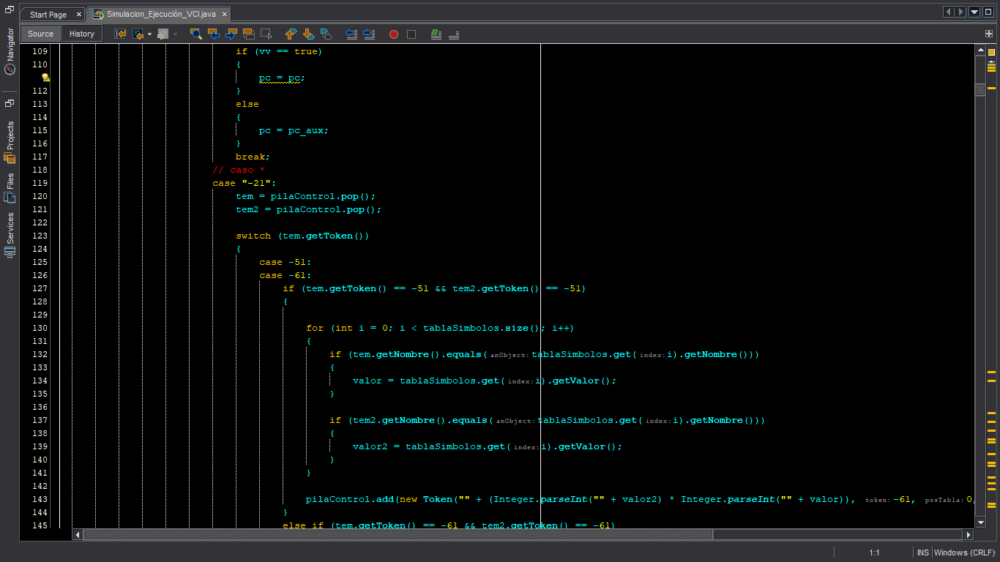 Start Page
Simulacion_Ejecución_VCI.java
Source
History
Navigator
Projects
Files
Services
109 if (vv == true)
110 {
pc = pc;
112 }
113 else
114 {
115 pc = pc_aux;
116 }
117 break;
118 // caso *
119 case "-21":
120 tem = pilaControl.pop();
121 tem2 = pilaControl.pop();
122
123 switch (tem.getToken())
124 {
125 case -51:
126 case -61:
127 if (tem.getToken() == -51 && tem2.getToken() == -51)
128 {
129
130 for (int i = 0; i < tablaSimbolos.size(); i++)
131 {
132 if (tem.getNombre().equals( anObject: tablaSimbolos.get( index: i).getNombre()))
133 {
134 valor = tablaSimbolos.get( index: i).getValor();
135 }
136
137 if (tem2.getNombre().equals( anObject: tablaSimbolos.get( index: i).getNombre()))
138 {
139 valor2 = tablaSimbolos.get( index: i).getValor();
140 }
141 }
142
143 pilaControl.add(new Token("" + (Integer.parseInt("" + valor2) * Integer.parseInt("" + valor)), token: -61, posTabla: 0,
144 }
145 else if (tem.getToken() == -61 && tem2.getToken() == -61)
1:1
INS
Windows (CRLF)